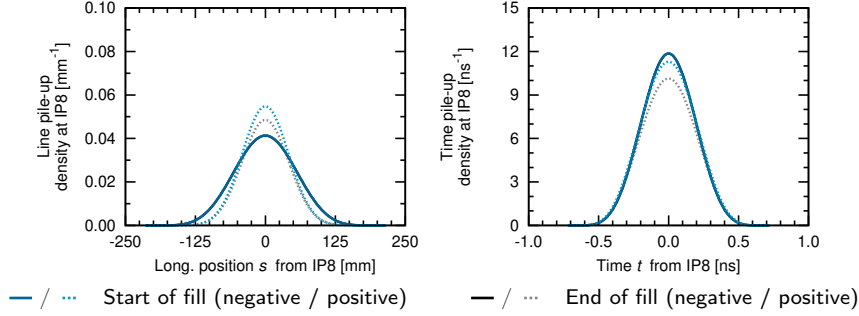 0.10
0.08
0.06
0.04
0.02
0.00
Line pile-up
density at IP8 [mm⁻¹]
-250 -125 0 125 250
Long. position s from IP8 [mm]
15
12
9
6
3
0
Time pile-up
density at IP8 [ns⁻¹]
-1.0 -0.5 0.0 0.5 1.0
Time t from IP8 [ns]
/ Start of fill (negative / positive)
/ End of fill (negative / positive)